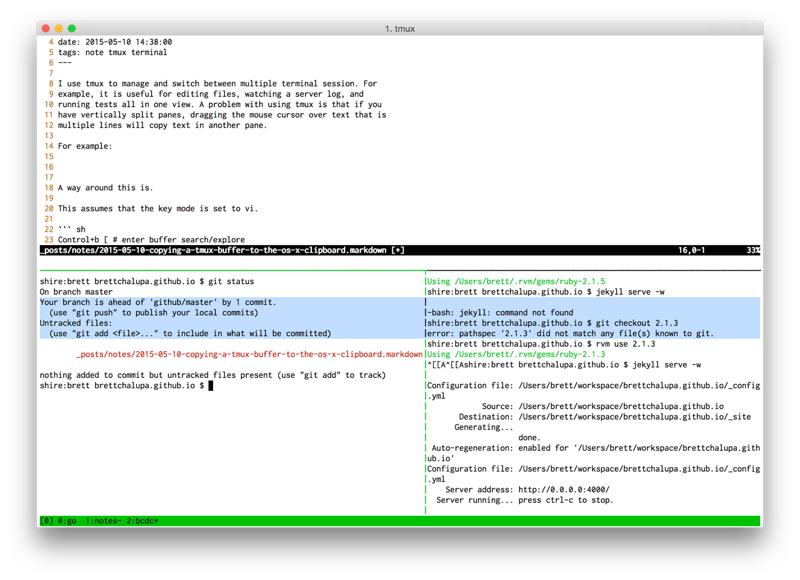 1. tmux
4 date: 2015-05-10 14:38:00
5 tags: note tmux terminal
6 ---
7
8 I use tmux to manage and switch between multiple terminal session. For
9 example, it is useful for editing files, watching a server log, and
10 running tests all in one view. A problem with using tmux is that if you
11 have vertically split panes, dragging the mouse cursor over text that is
12 multiple lines will copy text in another pane.
13
14 For example:
15
16
17
18 A way around this is.
19
20 This assumes that the key mode is set to vi.
21
22 ``` sh
23 Control+b [ # enter buffer search/explore
_posts/notes/2015-05-10-copying-a-tmux-buffer-to-the-os-x-clipboard.markdown [+] 16,0-1 33%
shire:brett brettchalupa.github.io $ git status
On branch master
Your branch is ahead of 'github/master' by 1 commit.
(use "git push" to publish your local commits)
Untracked files:
(use "git add <file>..." to include in what will be committed)
_posts/notes/2015-05-10-copying-a-tmux-buffer-to-the-os-x-clipboard.markdown
nothing added to commit but untracked files present (use "git add" to track)
shire:brett brettchalupa.github.io $
Using /Users/brett/.rvm/gems/ruby-2.1.5
shire:brett brettchalupa.github.io $ jekyll serve -w
-bash: jekyll: command not found
shire:brett brettchalupa.github.io $ git checkout 2.1.3
error: pathspec '2.1.3' did not match any file(s) known to git.
shire:brett brettchalupa.github.io $ rvm use 2.1.3
Using /Users/brett/.rvm/gems/ruby-2.1.3
^[[A^[[Ashire:brett brettchalupa.github.io $ jekyll serve -w
Configuration file: /Users/brett/workspace/brettchalupa.github.io/_config
.yml
Source: /Users/brett/workspace/brettchalupa.github.io
Destination: /Users/brett/workspace/brettchalupa.github.io/_site
Generating...
done.
Auto-regeneration: enabled for '/Users/brett/workspace/brettchalupa.gith
ub.io'
Configuration file: /Users/brett/workspace/brettchalupa.github.io/_config
.yml
Server address: http://0.0.0.0:4000/
Server running... press ctrl-c to stop.
[0] 0:go 1:notes- 2:bcdc*